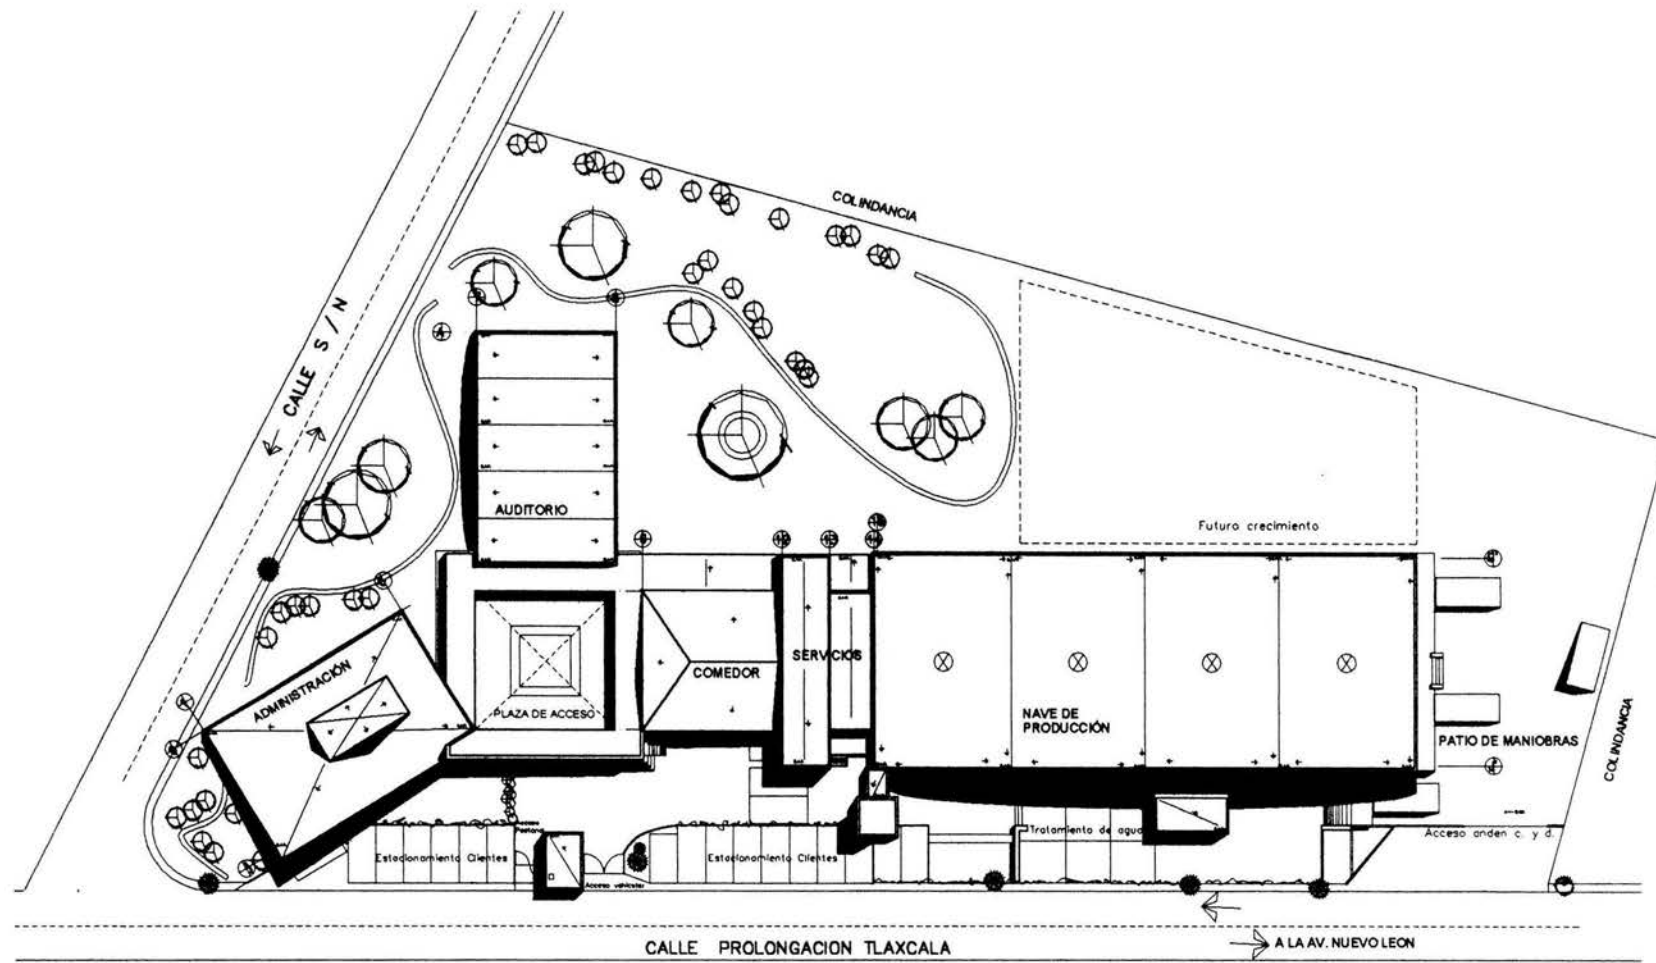 COLINDANCIA
CALLE S / N
AUDITORIO
Futuro crecimiento
ADMINISTRACIÓN
PLAZA DE ACCESO
COMEDOR
SERVICIOS
NAVE DE
PRODUCCIÓN
PATIO DE MANIOBRAS
COLINDANCIA
Estacionamiento Clientes
Acceso vehicular
Estacionamiento Clientes
Tratamiento de agua
Acceso anden c. y d.
CALLE PROLONGACION TLAXCALA
A LA AV. NUEVO LEON